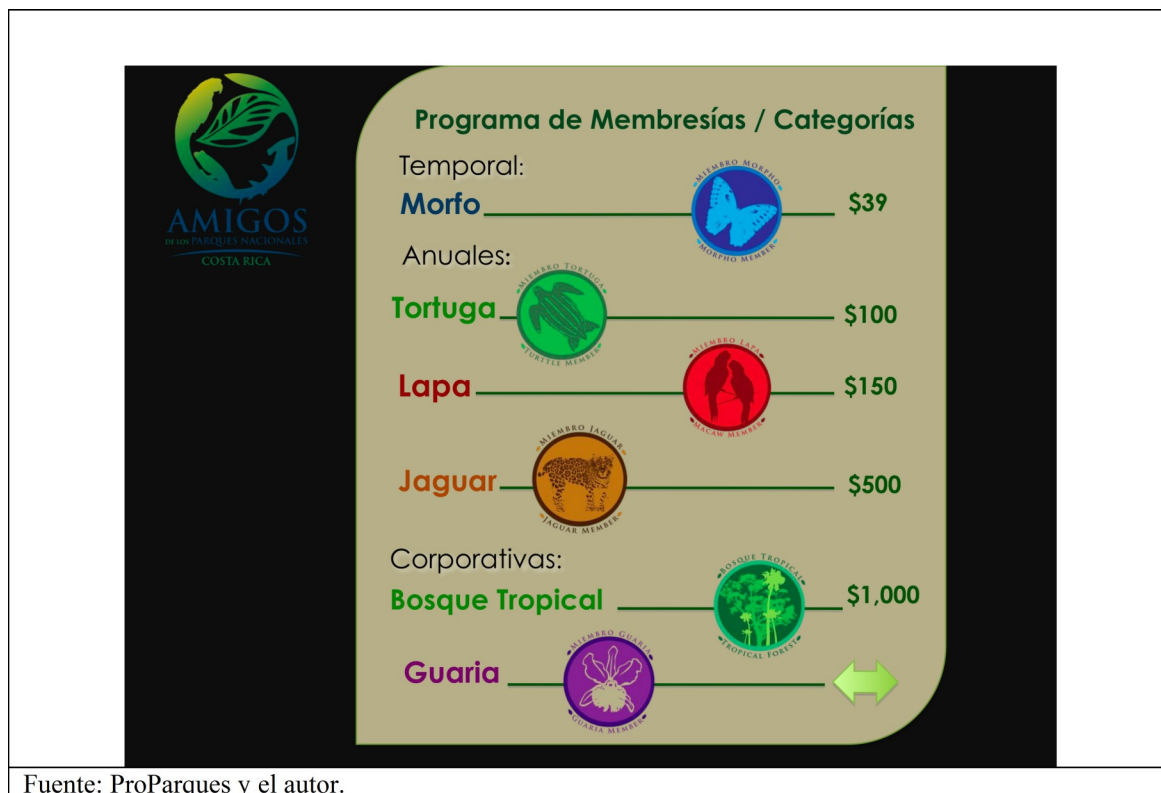 AMIGOS
DE LOS PARQUES NACIONALES
COSTA RICA
Programa de Membresías / Categorías
Temporal:
Morfo $39
MIEMBRO MORPHO
MORPHO MEMBER
Anuales:
Tortuga $100
MIEMBRO TORTUGA
TURTTLE MEMBER
Lapa $150
MIEMBRO LAPA
MACAW MEMBER
Jaguar $500
MIEMBRO JAGUAR
JAGUAR MEMBER
Corporativas:
Bosque Tropical $1,000
BOSQUE TROPICAL
TROPICAL FOREST
Guaria
MIEMBRO GUARIA
GUARIA MEMBER
Fuente: ProParques y el autor.